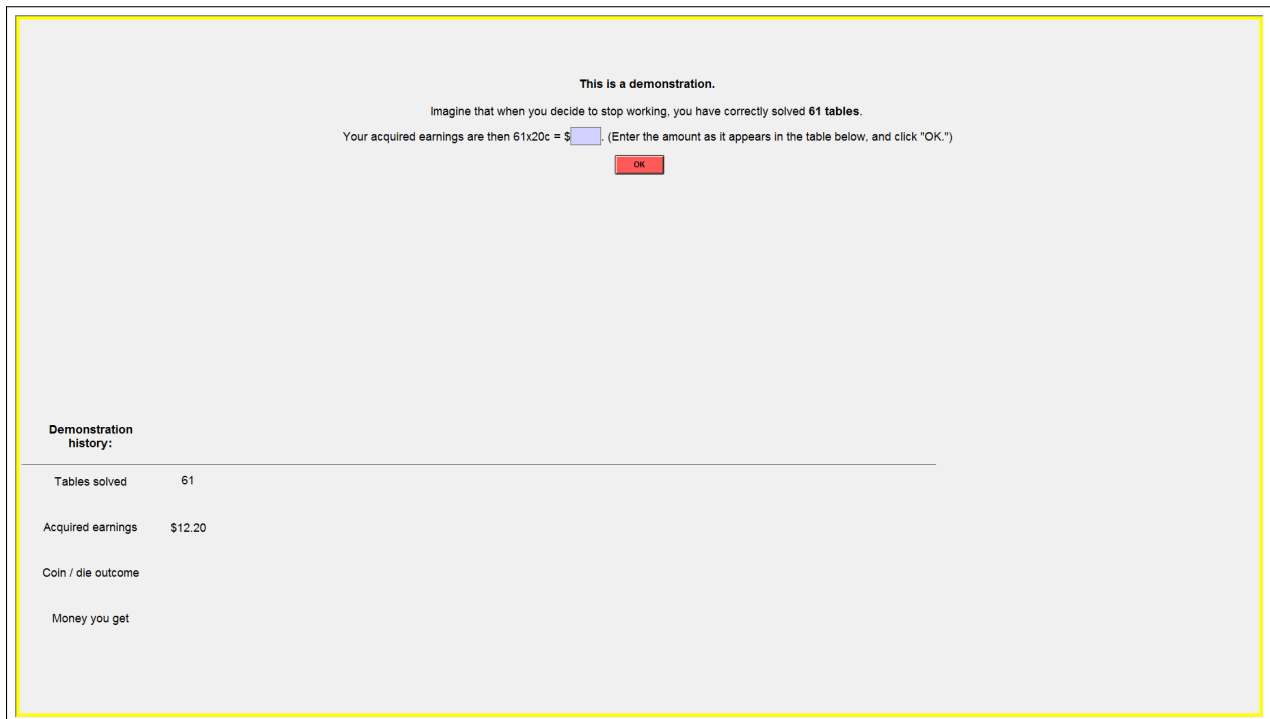 This is a demonstration.
Imagine that when you decide to stop working, you have correctly solved 61 tables.
Your acquired earnings are then 61x20c = $ . (Enter the amount as it appears in the table below, and click "OK.")
OK
Demonstration
history:
Tables solved 61
Acquired earnings $12.20
Coin / die outcome
Money you get